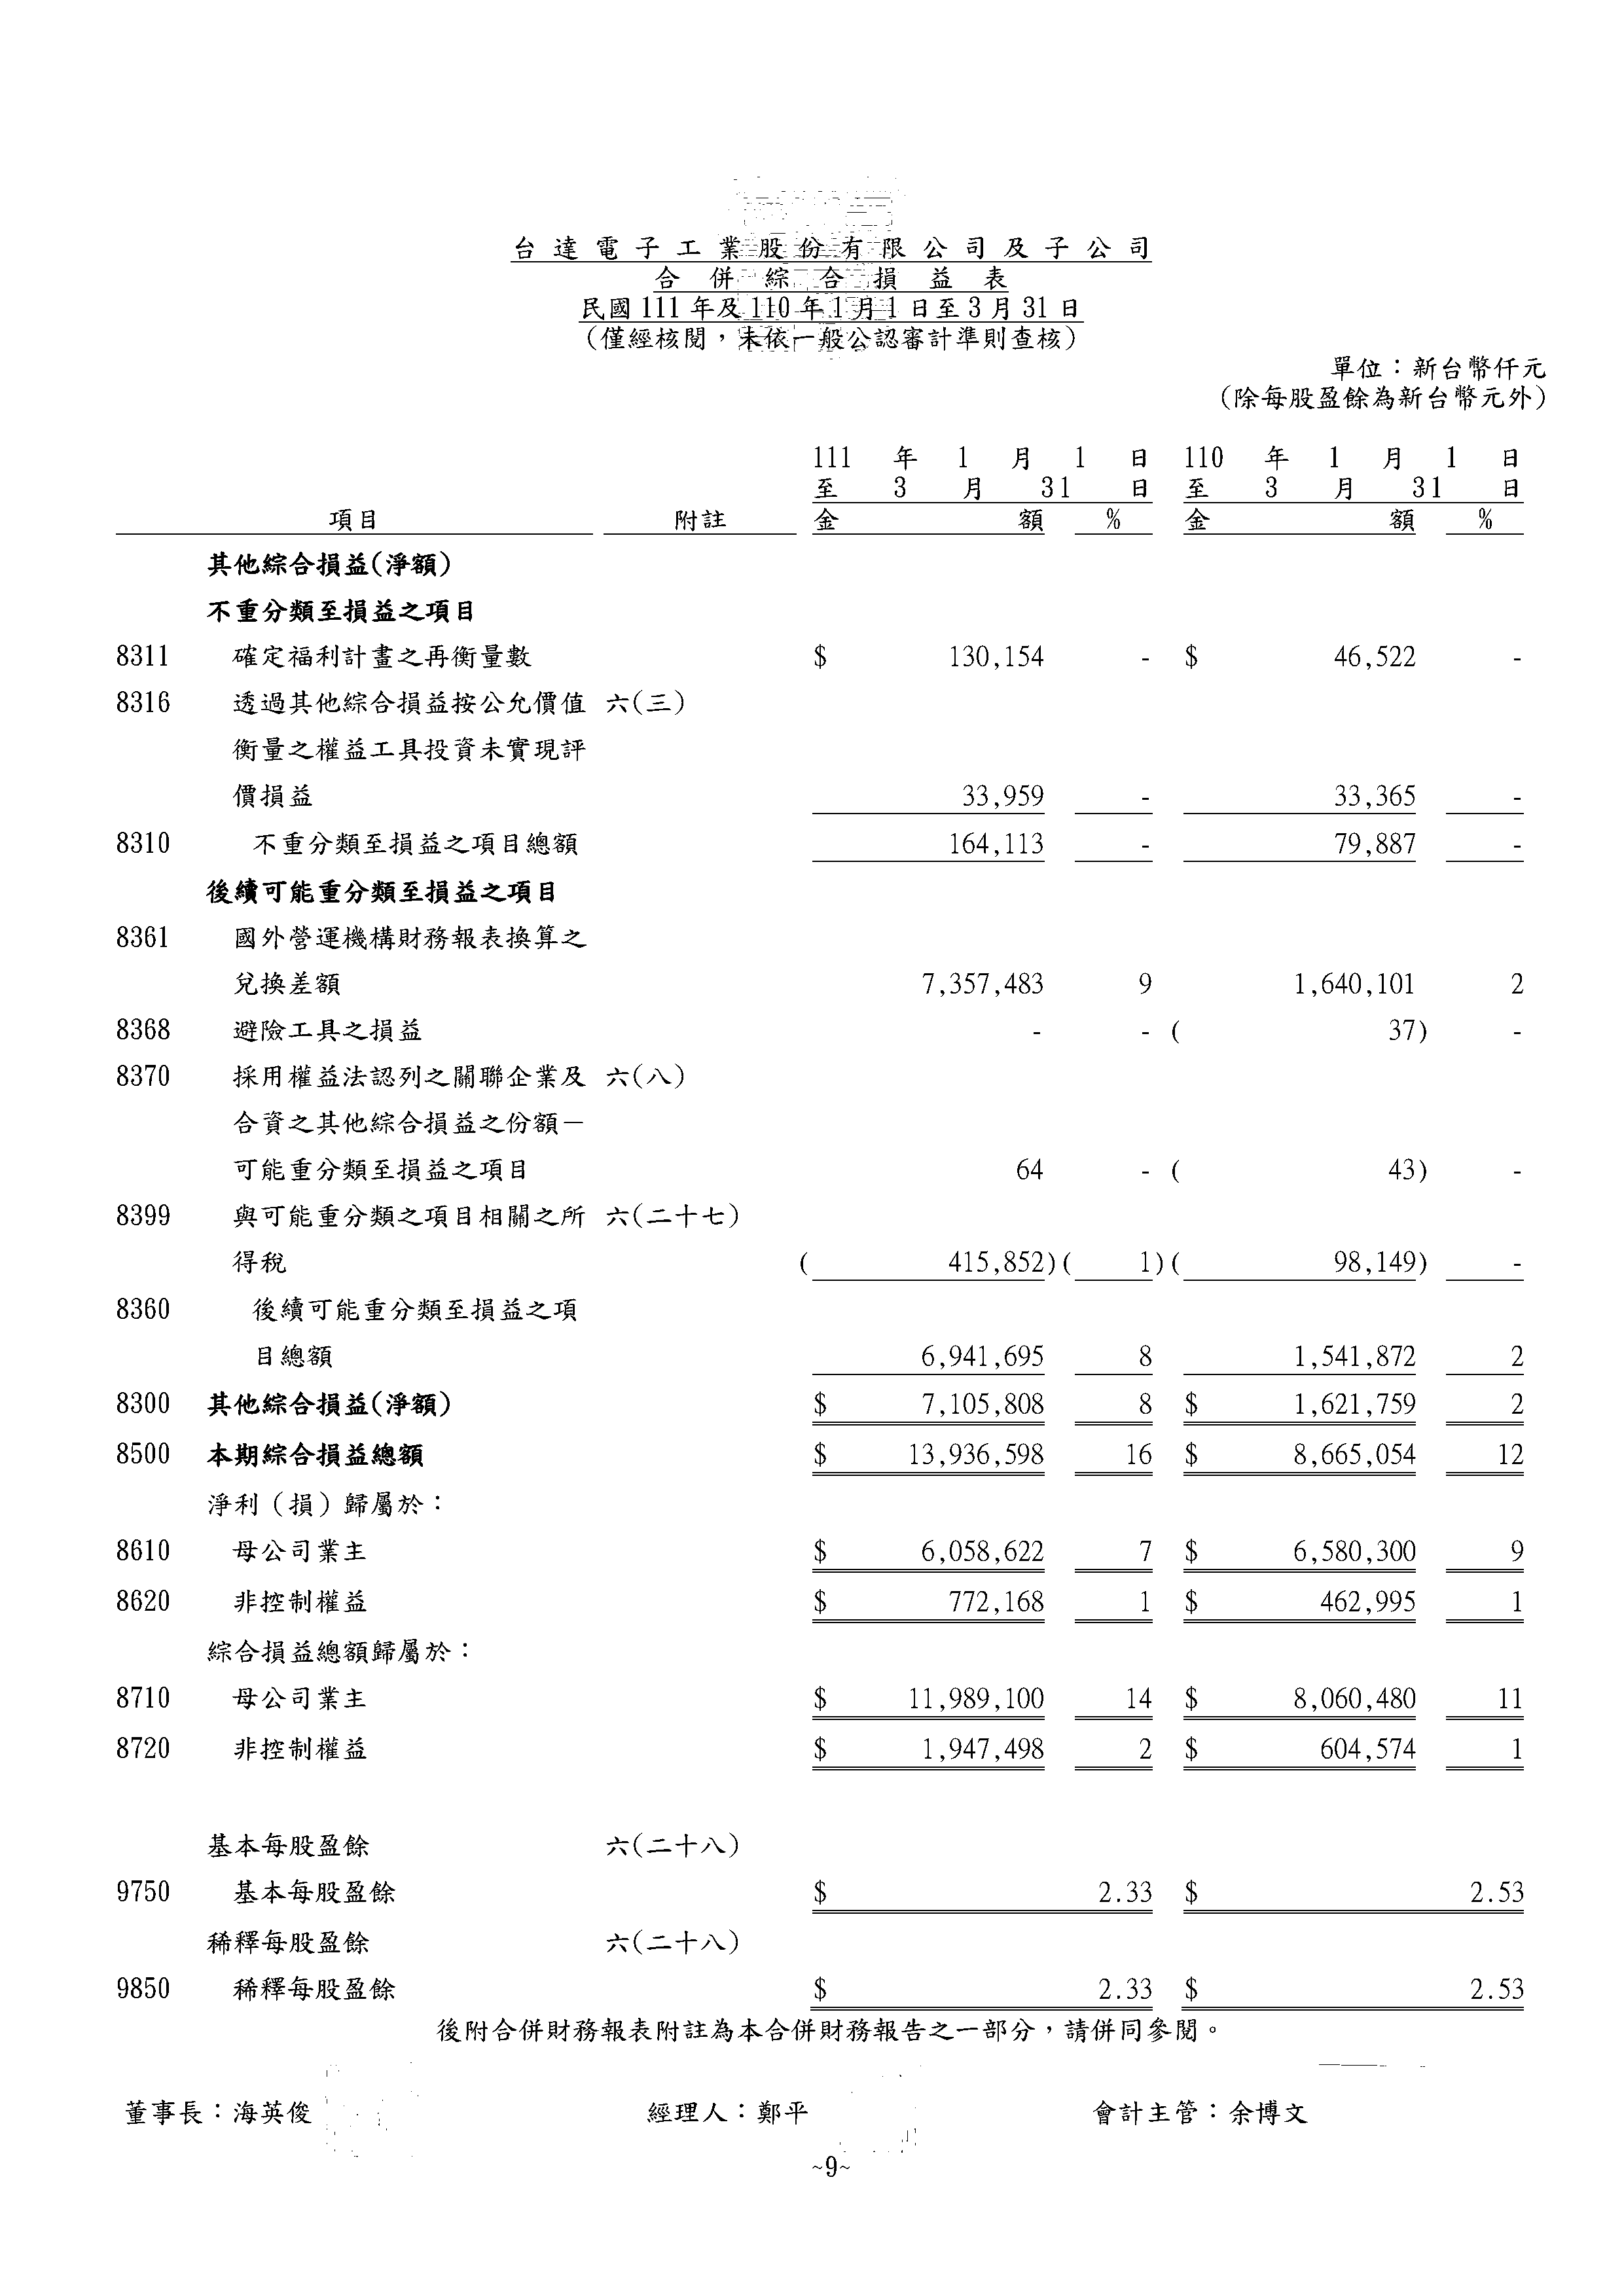 台達電子工業股份有限公司及子公司
合併綜合損益表
民國111年及110年1月1日至3月31日
(僅經核閱，未依一般公認審計準則查核)
單位：新台幣仟元
(除每股盈餘為新台幣元外)
111 年 1 月 1 日 110 年 1 月 1 日
至 3 月 31 日 至 3 月 31 日
項目 附註 金額 % 金額 %
其他綜合損益(淨額)
不重分類至損益之項目
8311 確定福利計畫之再衡量數 $ 130,154 - $ 46,522 -
8316 透過其他綜合損益按公允價值 六(三)
衡量之權益工具投資未實現評
價損益 33,959 - 33,365 -
8310 不重分類至損益之項目總額 164,113 - 79,887 -
後續可能重分類至損益之項目
8361 國外營運機構財務報表換算之
兌換差額 7,357,483 9 1,640,101 2
8368 避險工具之損益 - - ( 37) -
8370 採用權益法認列之關聯企業及 六(八)
合資之其他綜合損益之份額－
可能重分類至損益之項目 64 - ( 43) -
8399 與可能重分類之項目相關之所 六(二十七)
得稅 ( 415,852) ( 1) ( 98,149) -
8360 後續可能重分類至損益之項
目總額 6,941,695 8 1,541,872 2
8300 其他綜合損益(淨額) $ 7,105,808 8 $ 1,621,759 2
8500 本期綜合損益總額 $ 13,936,598 16 $ 8,665,054 12
淨利（損）歸屬於：
8610 母公司業主 $ 6,058,622 7 $ 6,580,300 9
8620 非控制權益 $ 772,168 1 $ 462,995 1
綜合損益總額歸屬於：
8710 母公司業主 $ 11,989,100 14 $ 8,060,480 11
8720 非控制權益 $ 1,947,498 2 $ 604,574 1
基本每股盈餘 六(二十八)
9750 基本每股盈餘 $ 2.33 $ 2.53
稀釋每股盈餘 六(二十八)
9850 稀釋每股盈餘 $ 2.33 $ 2.53
後附合併財務報表附註為本合併財務報告之一部分，請併同參閱。
董事長：海英俊 經理人：鄭平 會計主管：余博文
~9~